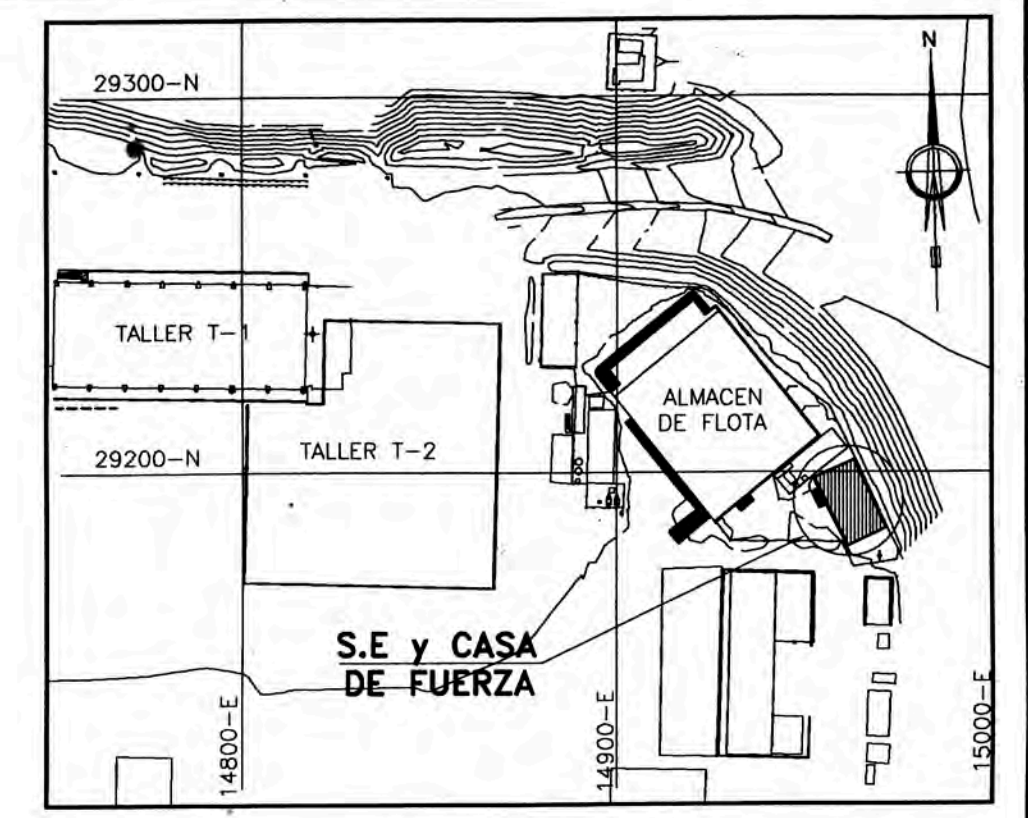 N
29300-N
TALLER T-1
ALMACEN
DE FLOTA
TALLER T-2
29200-N
S.E y CASA
DE FUERZA
14800-E
14900-E
15000-E